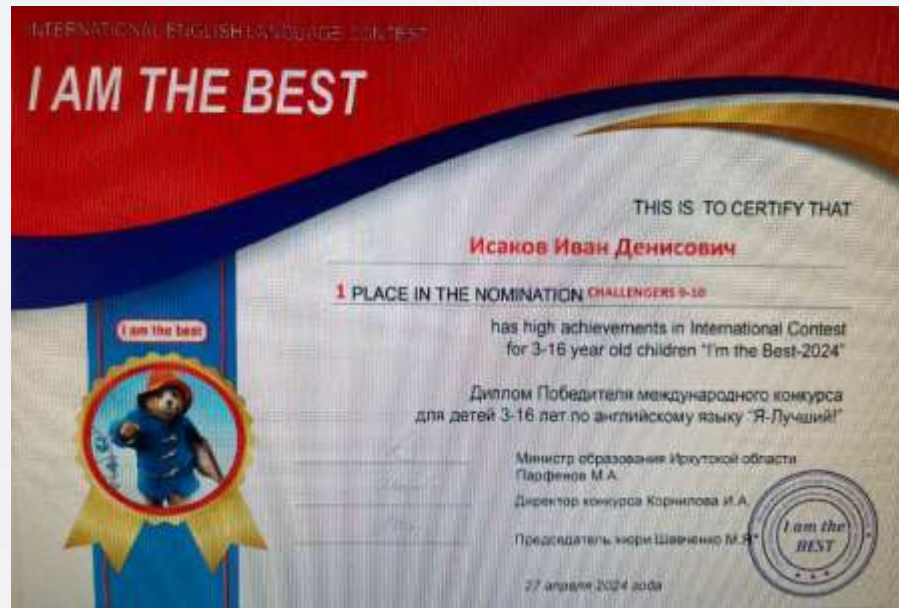 INTERNATIONAL ENGLISH LANGUAGE CONTEST
I AM THE BEST
THIS IS TO CERTIFY THAT
Исаков Иван Денисович
1 PLACE IN THE NOMINATION CHALLENGERS 9-10
has high achievements in International Contest
for 3-16 year old children "I'm the Best-2024"
I am the best
Диплом Победителя международного конкурса
для детей 3-16 лет по английскому языку "Я-Лучший!"
Министр образования Иркутской области
Парфенов М.А.
Директор конкурса Корнилова И.А.
Председатель жюри Шевченко М.Я.
I am the
BEST
27 апреля 2024 года